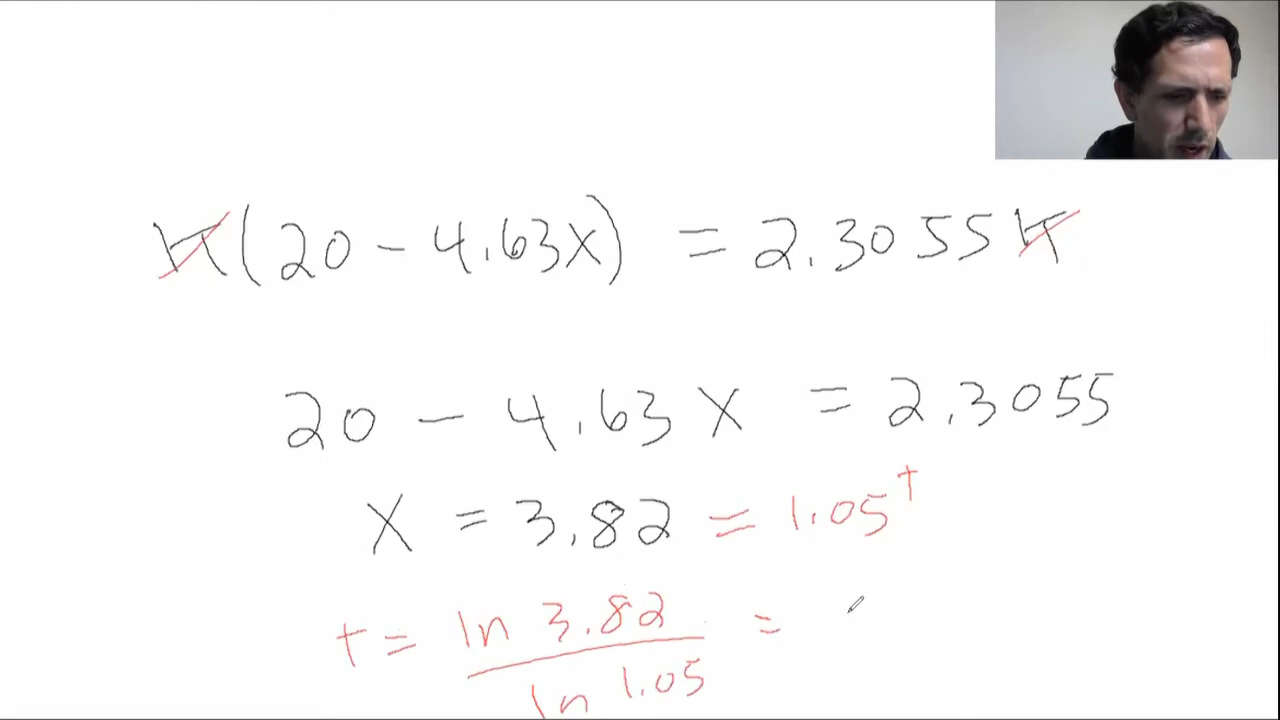 K(20 - 4.63x) = 2.3055K
20 - 4.63x = 2.3055
x = 3.82 = 1.05^t
t = ln 3.82 / ln 1.05 =